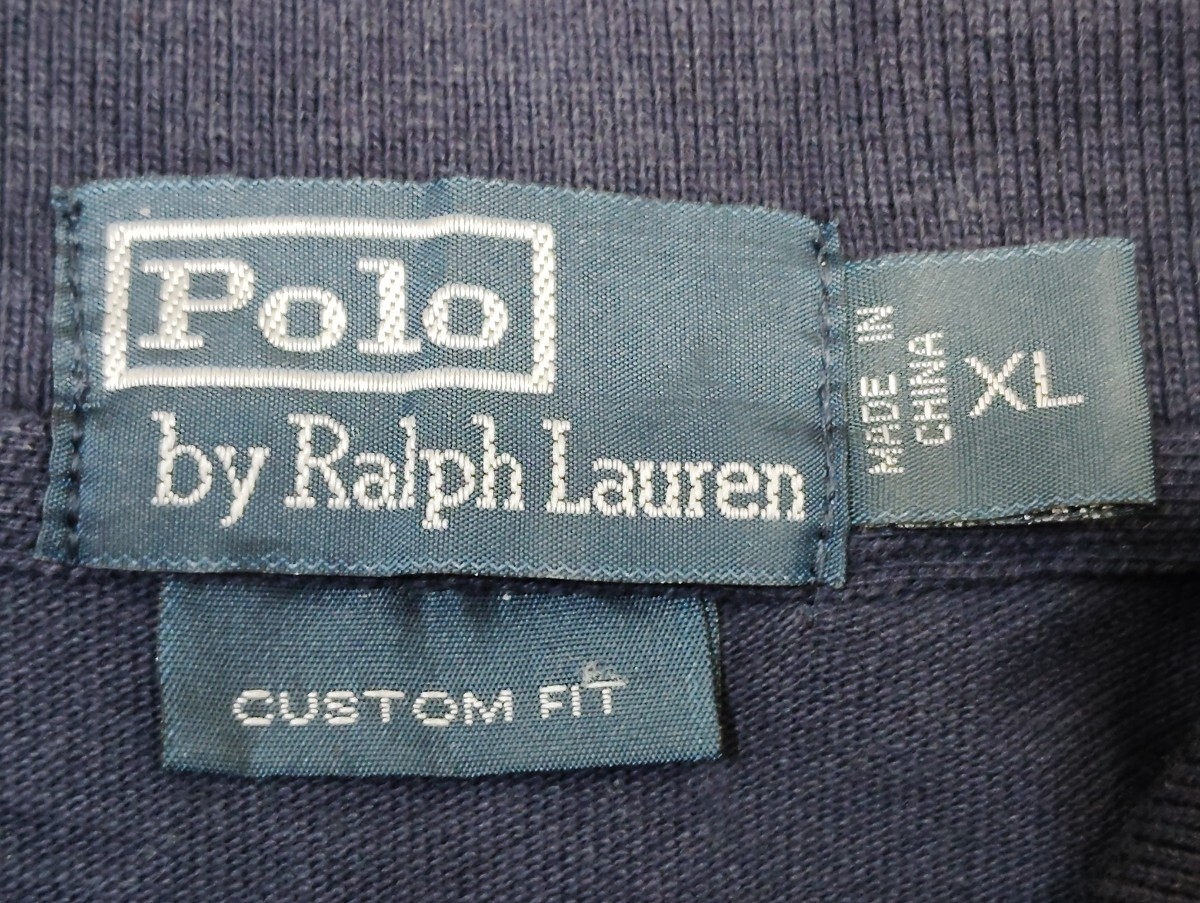 Polo
by Ralph Lauren
MADE IN
CHINA
XL
CUSTOM FIT